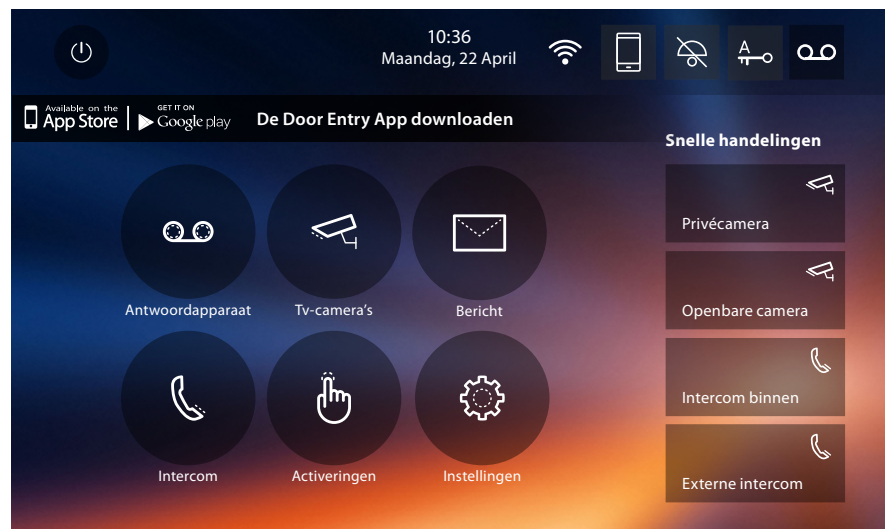 10:36
Maandag, 22 April
A
Available on the
App Store
GET IT ON
Google play
De Door Entry App downloaden
Snelle handelingen
Privécamera
Openbare camera
Intercom binnen
Externe intercom
Antwoordapparaat
Tv-camera’s
Bericht
Intercom
Activeringen
Instellingen